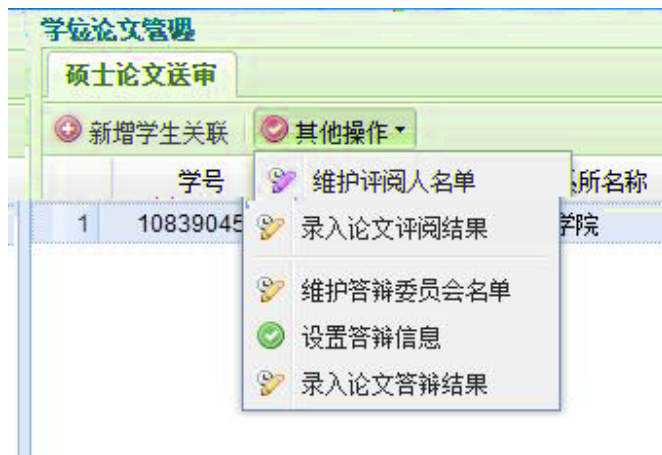 学位论文管理
硕士论文送审
新增学生关联 其他操作
学号 所名称
维护评阅人名单
1 10839045 学院
录入论文评阅结果
维护答辩委员会名单
设置答辩信息
录入论文答辩结果